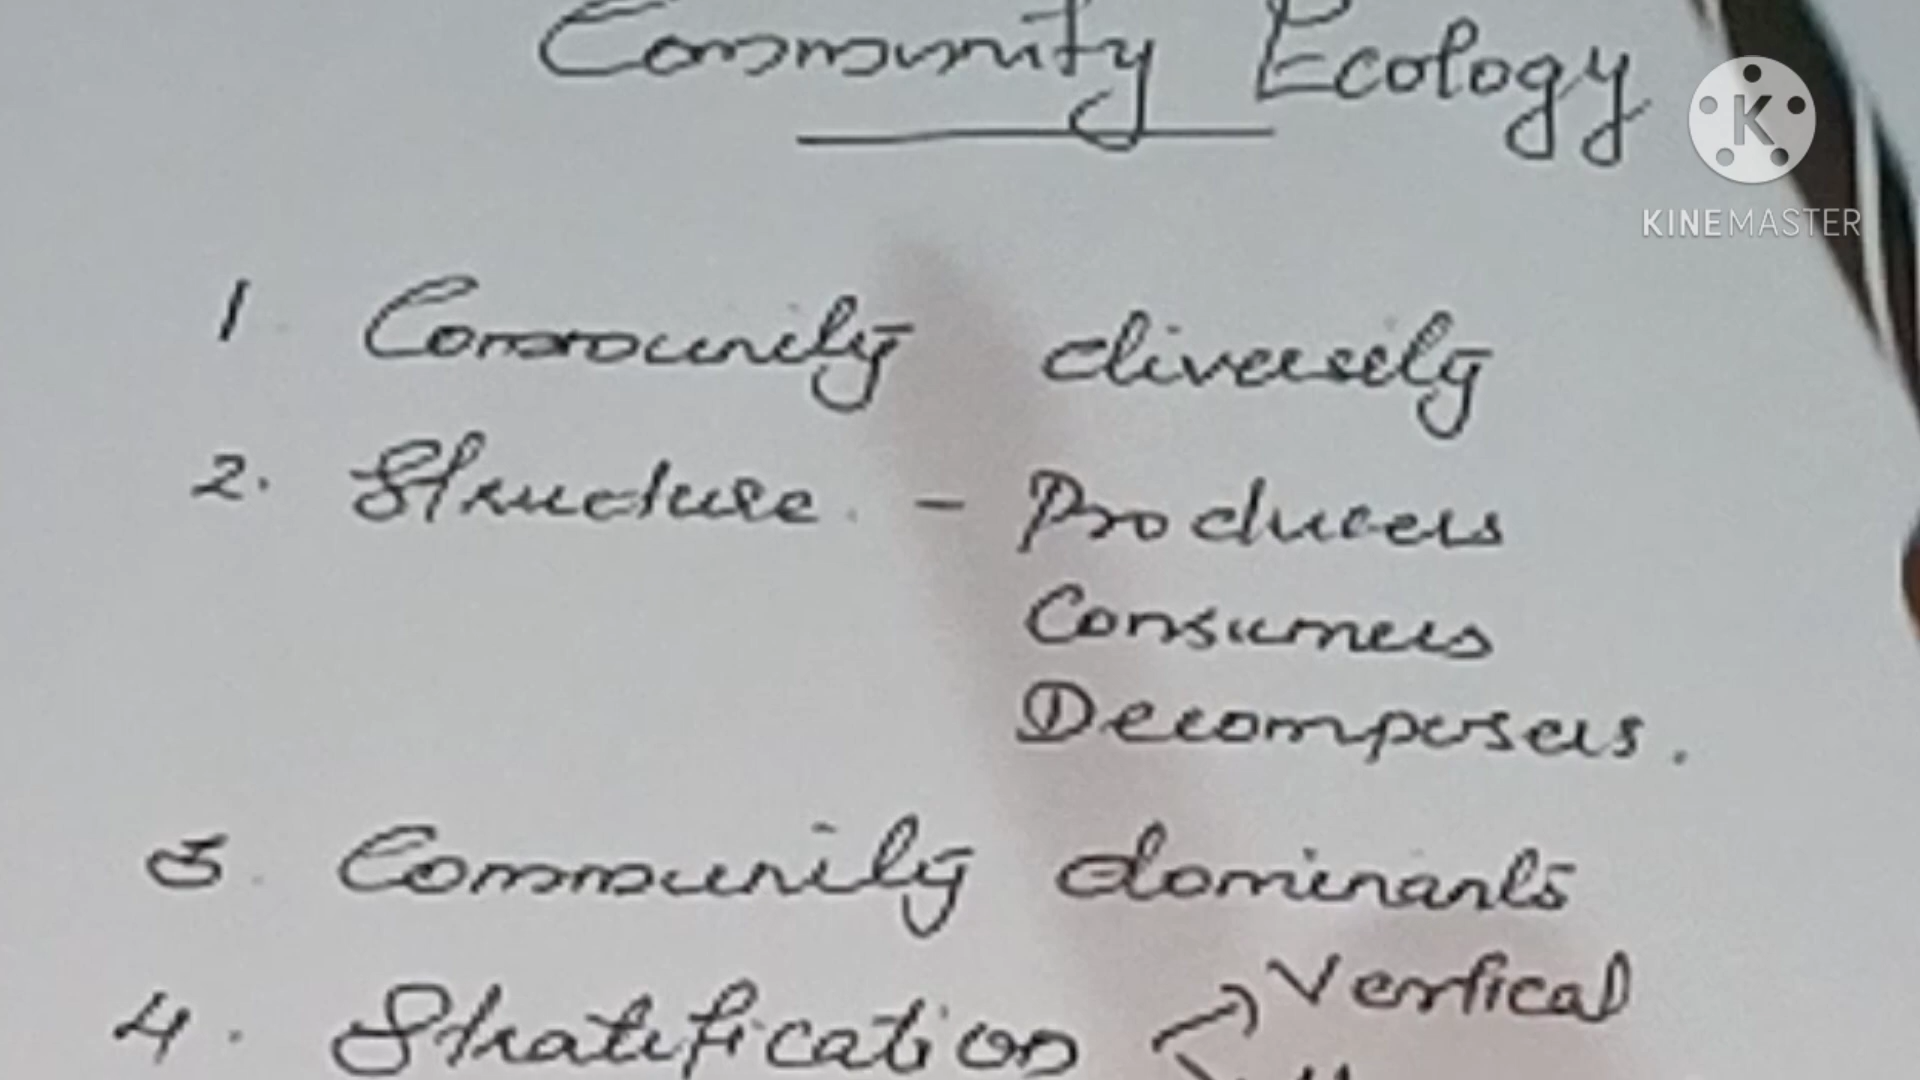 Community Ecology
K
KINEMASTER
1. Community diversity
2. Structure. - Producers
Consumers
Decomposers.
3. Community dominants
4. Stratification → Vertical